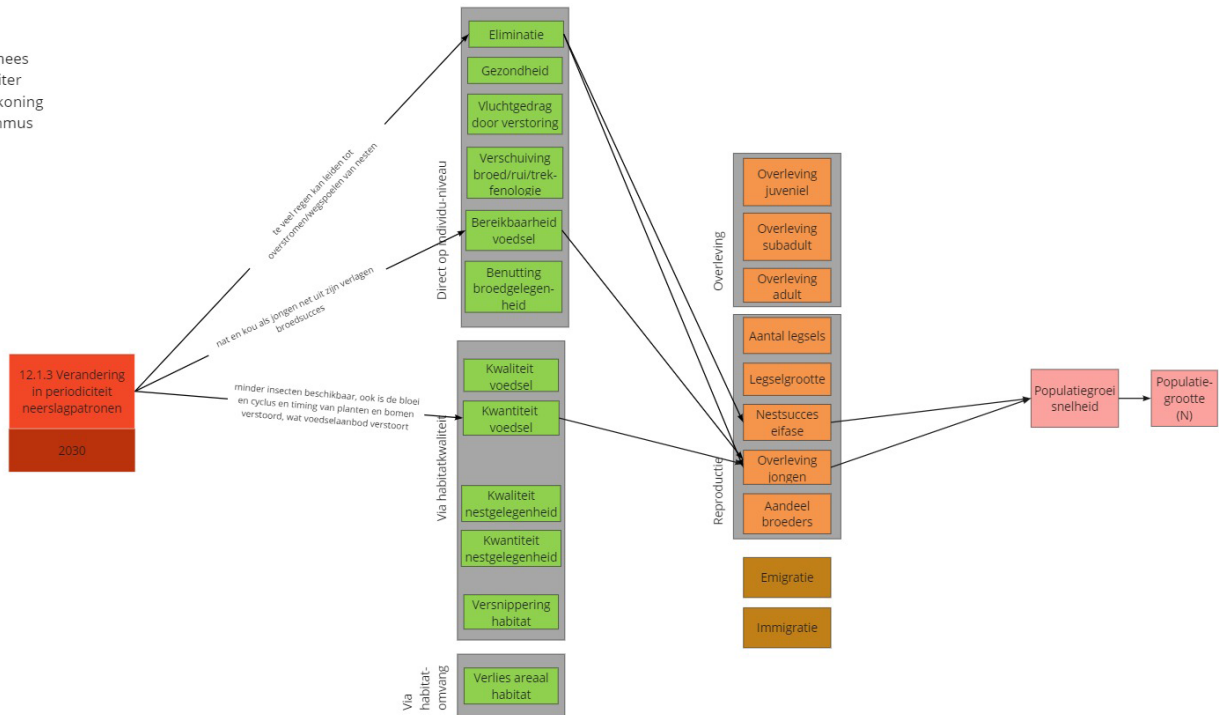 nees
iter
koning
nmus
te veel regen kan leiden tot
overstromen/wegspoelen van nesten
nat en kou als jongen net uit zijn verlagen
broedsucces
12.1.3 Verandering
in periodiciteit
neerslagpatronen
2030
minder insecten beschikbaar, ook is de bloei
en cyclus en timing van planten en bomen
verstoord, wat voedselaanbod verstoort
Direct op individu-niveau
Eliminatie
Gezondheid
Vluchtgedrag
door verstoring
Verschuiving
broed/rui/trek-
fenologie
Bereikbaarheid
voedsel
Benutting
broedgelegen-
heid
Via habitatkwaliteit
Kwaliteit
voedsel
Kwantiteit
voedsel
Kwaliteit
nestgelegenheid
Kwantiteit
nestgelegenheid
Versnippering
habitat
Via
habitat-
omvang
Verlies areaal
habitat
Overleving
Overleving
juveniel
Overleving
subadult
Overleving
adult
Reproductie
Aantal legsels
Legselgrootte
Nestsucces
eifase
Overleving
jongen
Aandeel
broeders
Emigratie
Immigratie
Populatiegroei
snelheid
Populatie-
grootte
(N)